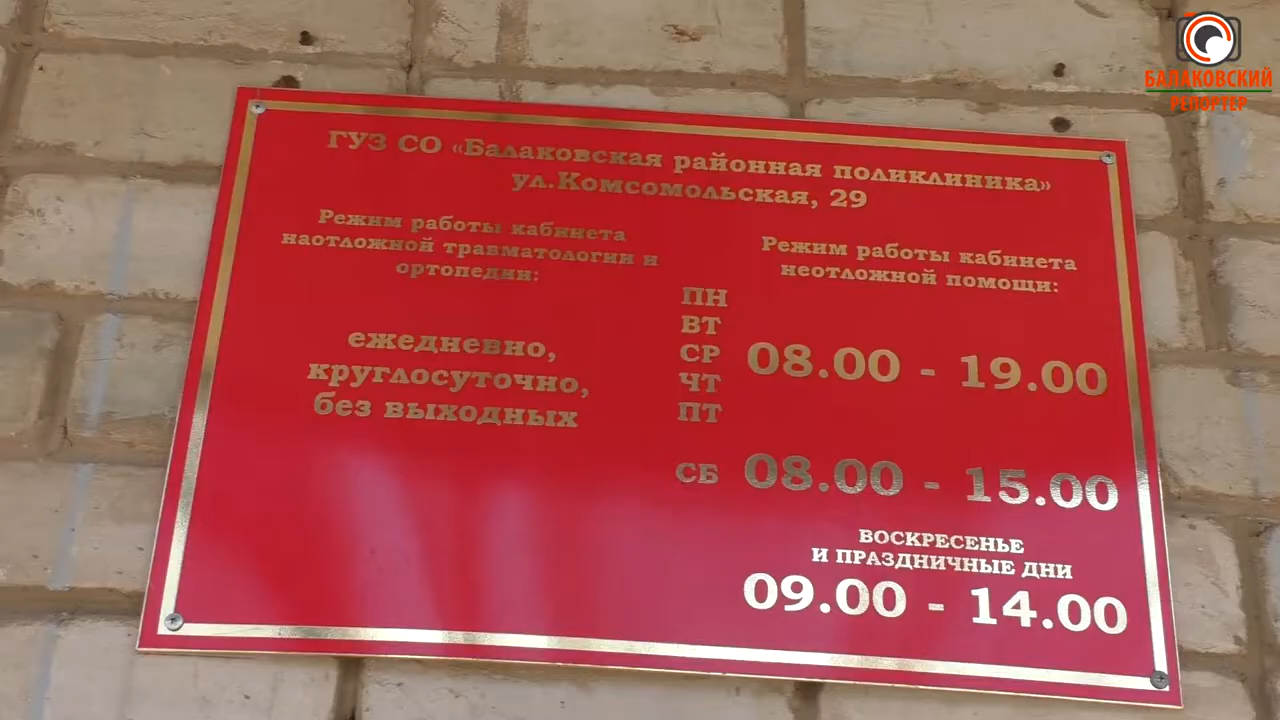 БАЛАКОВСКИЙ
РЕПОРТЕР
ГУЗ СО «Балаковская районная поликлиника»
ул.Комсомольская, 29
Режим работы кабинета
наотложной травматологии и
ортопедии:
ежедневно,
круглосуточно,
без выходных
Режим работы кабинета
неотложной помощи:
ПН
ВТ
СР 08.00 - 19.00
ЧТ
ПТ
СБ 08.00 - 15.00
ВОСКРЕСЕНЬЕ
И ПРАЗДНИЧНЫЕ ДНИ
09.00 - 14.00